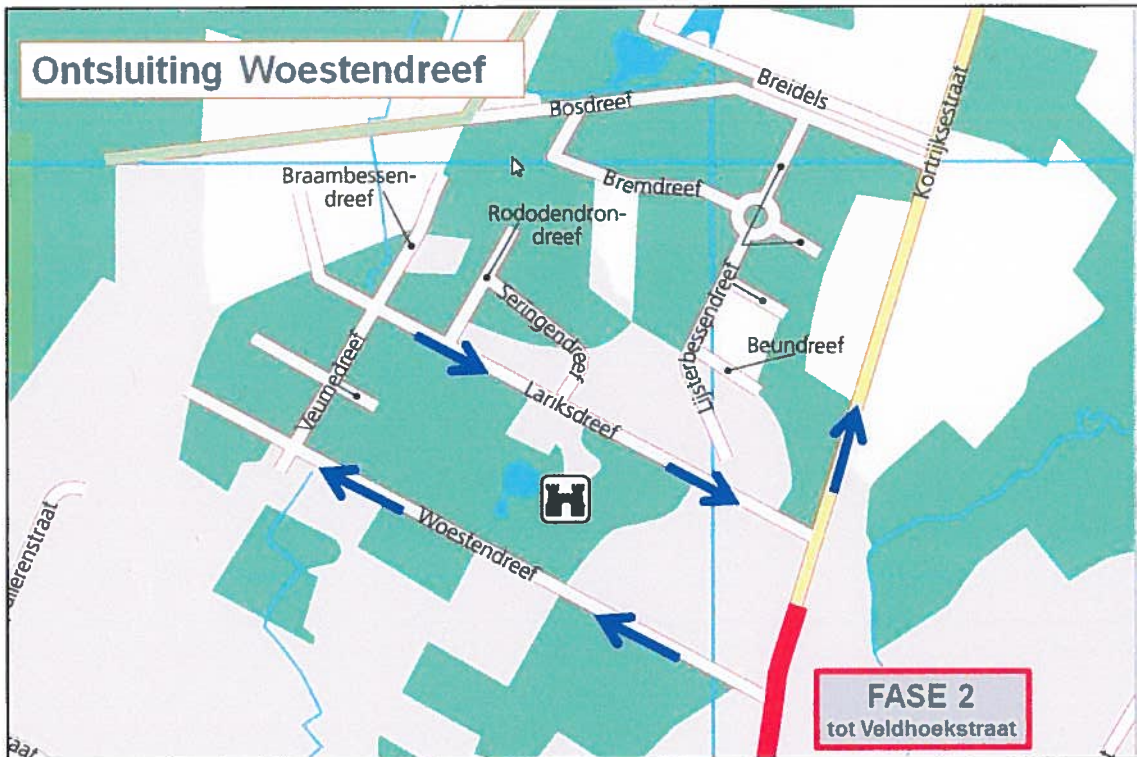 Ontsluiting Woestendreef
Breidels
Bosdreef
Kortrijksestraat
Braambessen-
dreef
Bremdreef
Rododendron-
dreef
Seringendreef
Lijsterbessendreef
Beundreef
Veumedreef
Lariksdreef
Woestendreef
FASE 2
tot Veldhoekstraat